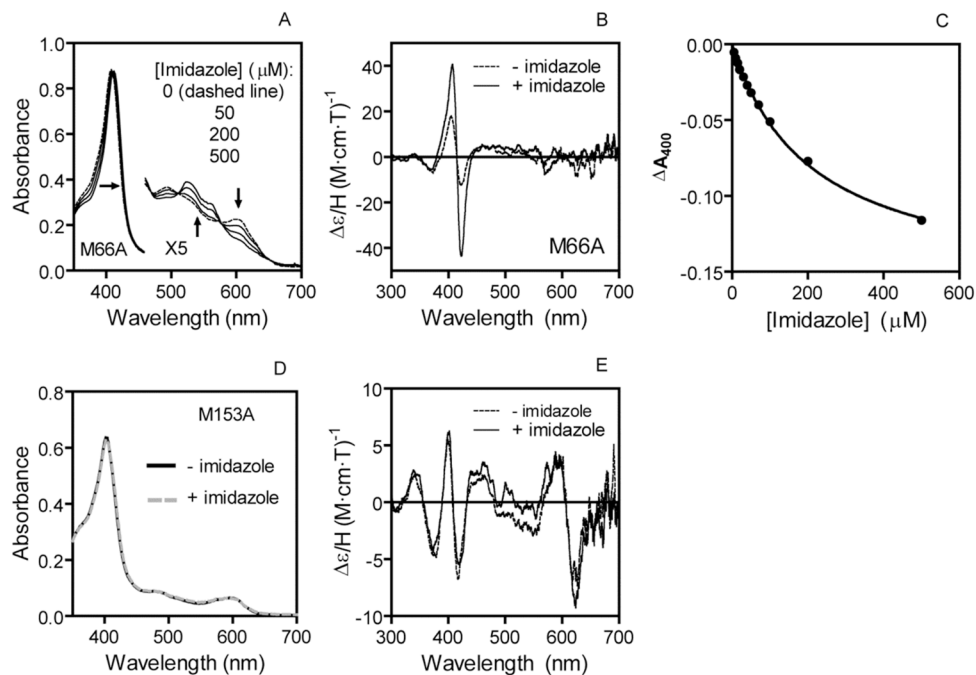 A
1.0
0.8
0.6
0.4
0.2
0.0
Absorbance
[Imidazole] (µM):
0 (dashed line)
50
200
500
M66A
X5
400
500
600
700
Wavelength (nm)
B
40
20
0
-20
-40
Δε/H (M·cm·T)⁻¹
- imidazole
+ imidazole
M66A
300
400
500
600
700
Wavelength (nm)
C
0.00
-0.05
-0.10
-0.15
ΔA₄₀₀
0
200
400
600
[Imidazole] (µM)
D
0.8
0.6
0.4
0.2
0.0
Absorbance
M153A
- imidazole
+ imidazole
400
500
600
700
Wavelength (nm)
E
10
5
0
-5
-10
Δε/H (M·cm·T)⁻¹
- imidazole
+ imidazole
300
400
500
600
700
Wavelength (nm)